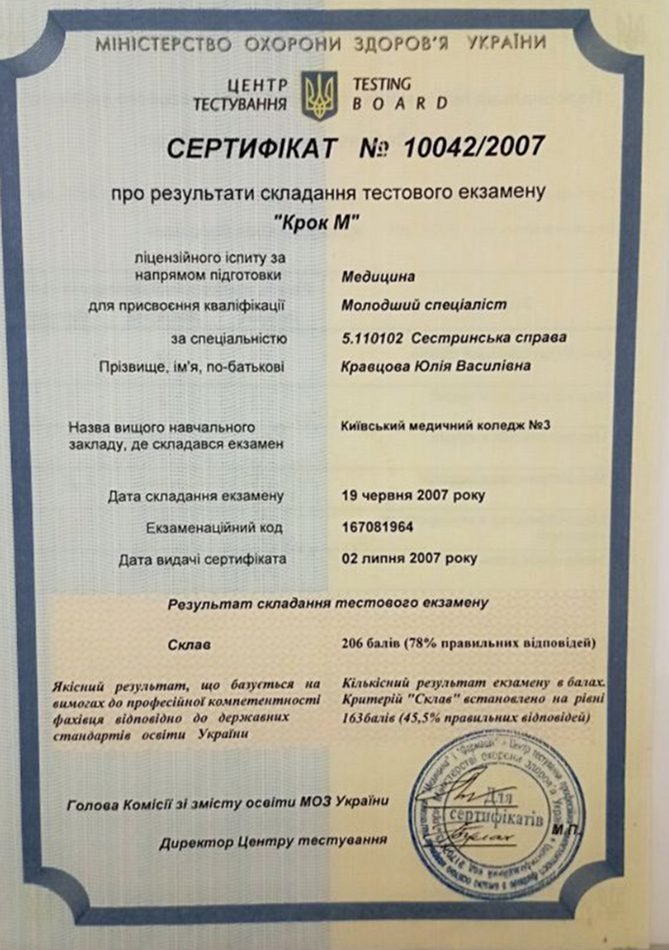 МІНІСТЕРСТВО ОХОРОНИ ЗДОРОВ'Я УКРАЇНИ
ЦЕНТР ТЕСТУВАННЯ
TESTING BOARD
СЕРТИФІКАТ № 10042/2007
про результати складання тестового екзамену
"Крок М"
ліцензійного іспиту за
напрямом підготовки Медицина
для присвоєння кваліфікації Молодший спеціаліст
за спеціальністю 5.110102 Сестринська справа
Прізвище, ім'я, по-батькові Кравцова Юлія Василівна
Назва вищого навчального Київський медичний коледж №3
закладу, де складався екзамен
Дата складання екзамену 19 червня 2007 року
Екзаменаційний код 167081964
Дата видачі сертифіката 02 липня 2007 року
Результат складання тестового екзамену
Склав 206 балів (78% правильних відповідей)
Якісний результат, що базується на
вимогах до професійної компетентності
фахівця відповідно до державних
стандартів освіти України
Кількісний результат екзамену в балах.
Критерій "Склав" встановлено на рівні
163балів (45,5% правильних відповідей)
Голова Комісії зі змісту освіти МОЗ України
Директор Центру тестування
Для
сертифікатів
М.П.